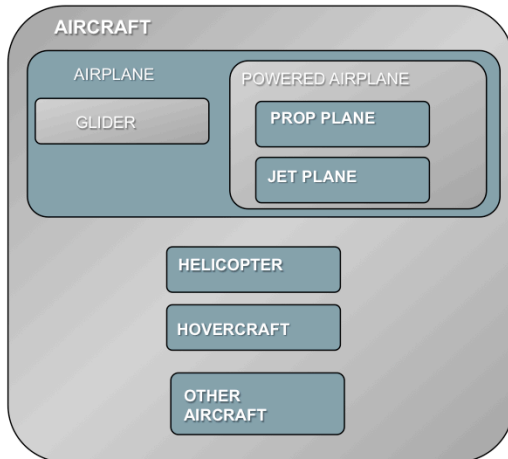 AIRCRAFT
AIRPLANE
GLIDER
POWERED AIRPLANE
PROP PLANE
JET PLANE
HELICOPTER
HOVERCRAFT
OTHER
AIRCRAFT